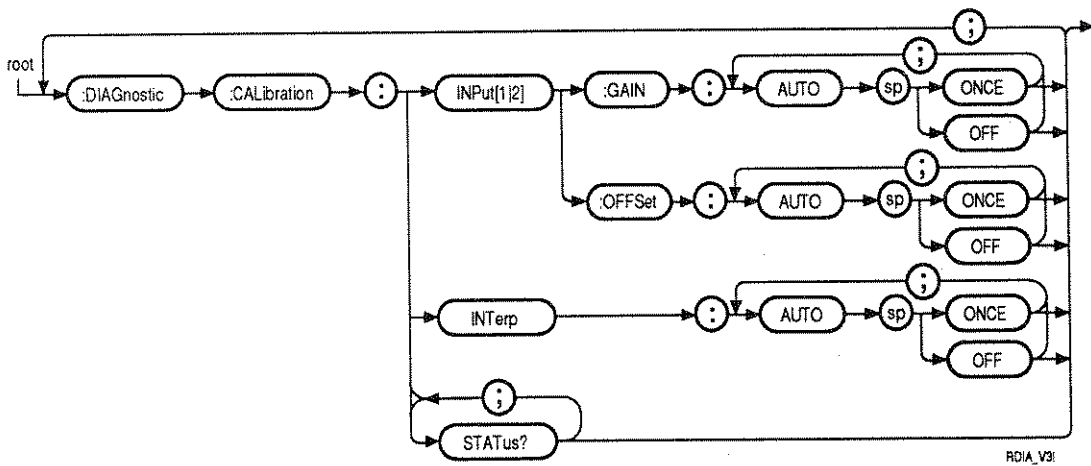 ;
root
:DIAGnostic :CALibration : INPut[1|2] :GAIN : AUTO sp ONCE
;
OFF
:OFFSet : AUTO sp ONCE
;
OFF
INTerp : AUTO sp ONCE
;
OFF
;
STATus?